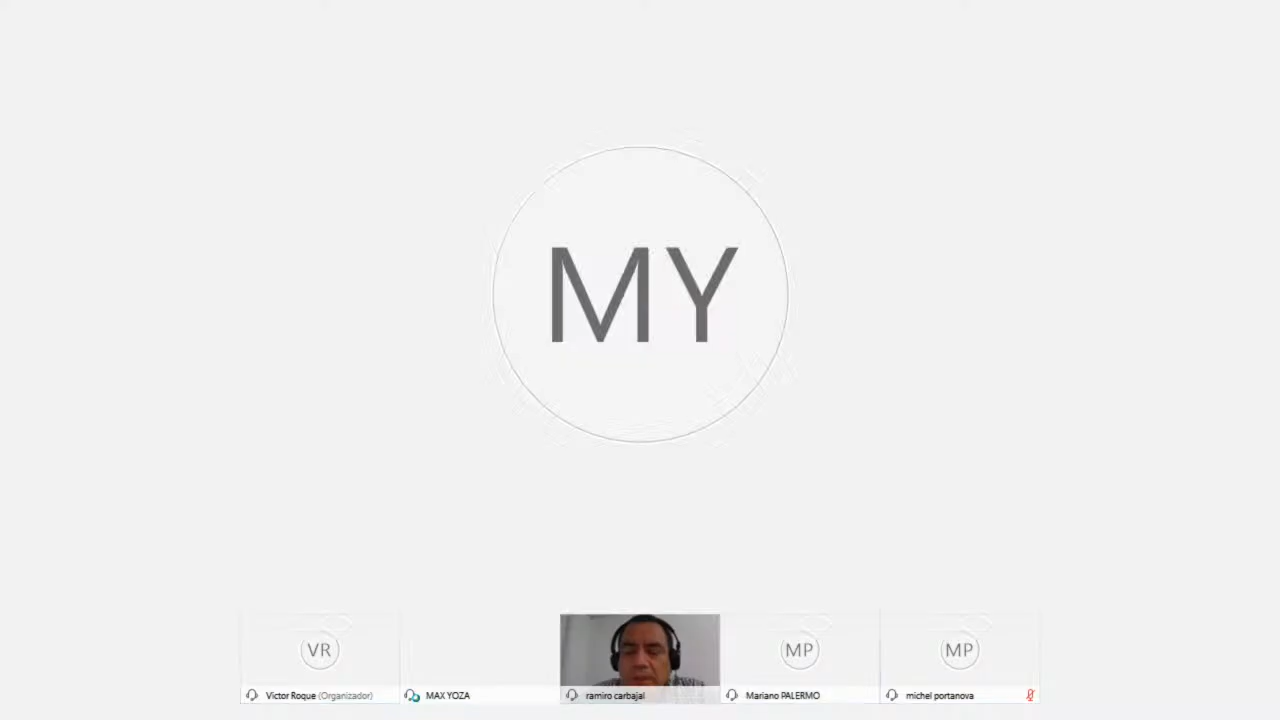 MY
VR
MP
MP
Victor Roque (Organizador)
MAX YOZA
ramiro carbajal
Mariano PALERMO
michel portanova